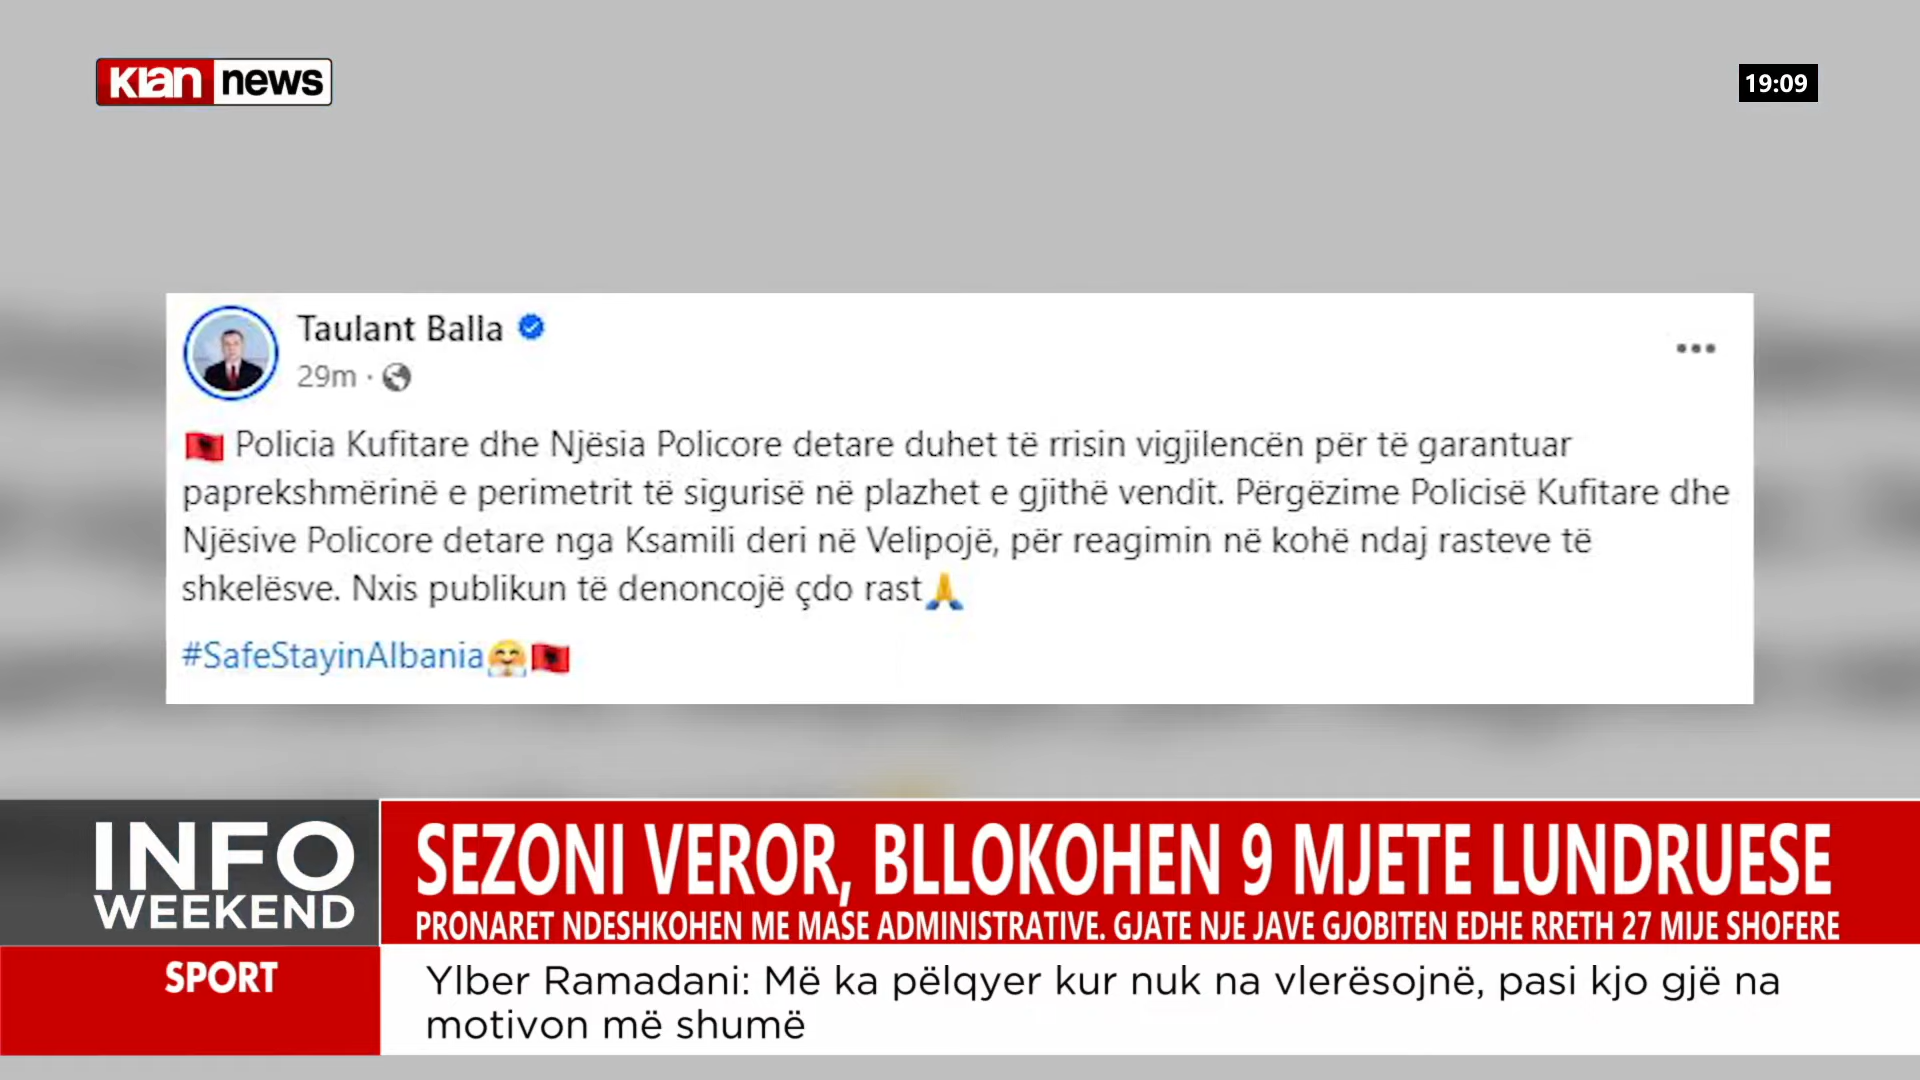 Klan news
19:09
Taulant Balla
29m ·
Policia Kufitare dhe Njësia Policore detare duhet të rrisin vigjilencën për të garantuar
paprekshmërinë e perimetrit të sigurisë në plazhet e gjithë vendit. Përgëzime Policisë Kufitare dhe
Njësive Policore detare nga Ksamili deri në Velipojë, për reagimin në kohë ndaj rasteve të
shkelësve. Nxis publikun të denoncojë çdo rast🙏
#SafeStayinAlbania🤗🇦🇱
INFO
WEEKEND
SEZONI VEROR, BLLOKOHEN 9 MJETE LUNDRUESE
PRONARET NDESHKOHEN ME MASE ADMINISTRATIVE. GJATE NJE JAVE GJOBITEN EDHE RRETH 27 MIJE SHOFERE
SPORT
Ylber Ramadani: Më ka pëlqyer kur nuk na vlerësojnë, pasi kjo gjë na
motivon më shumë